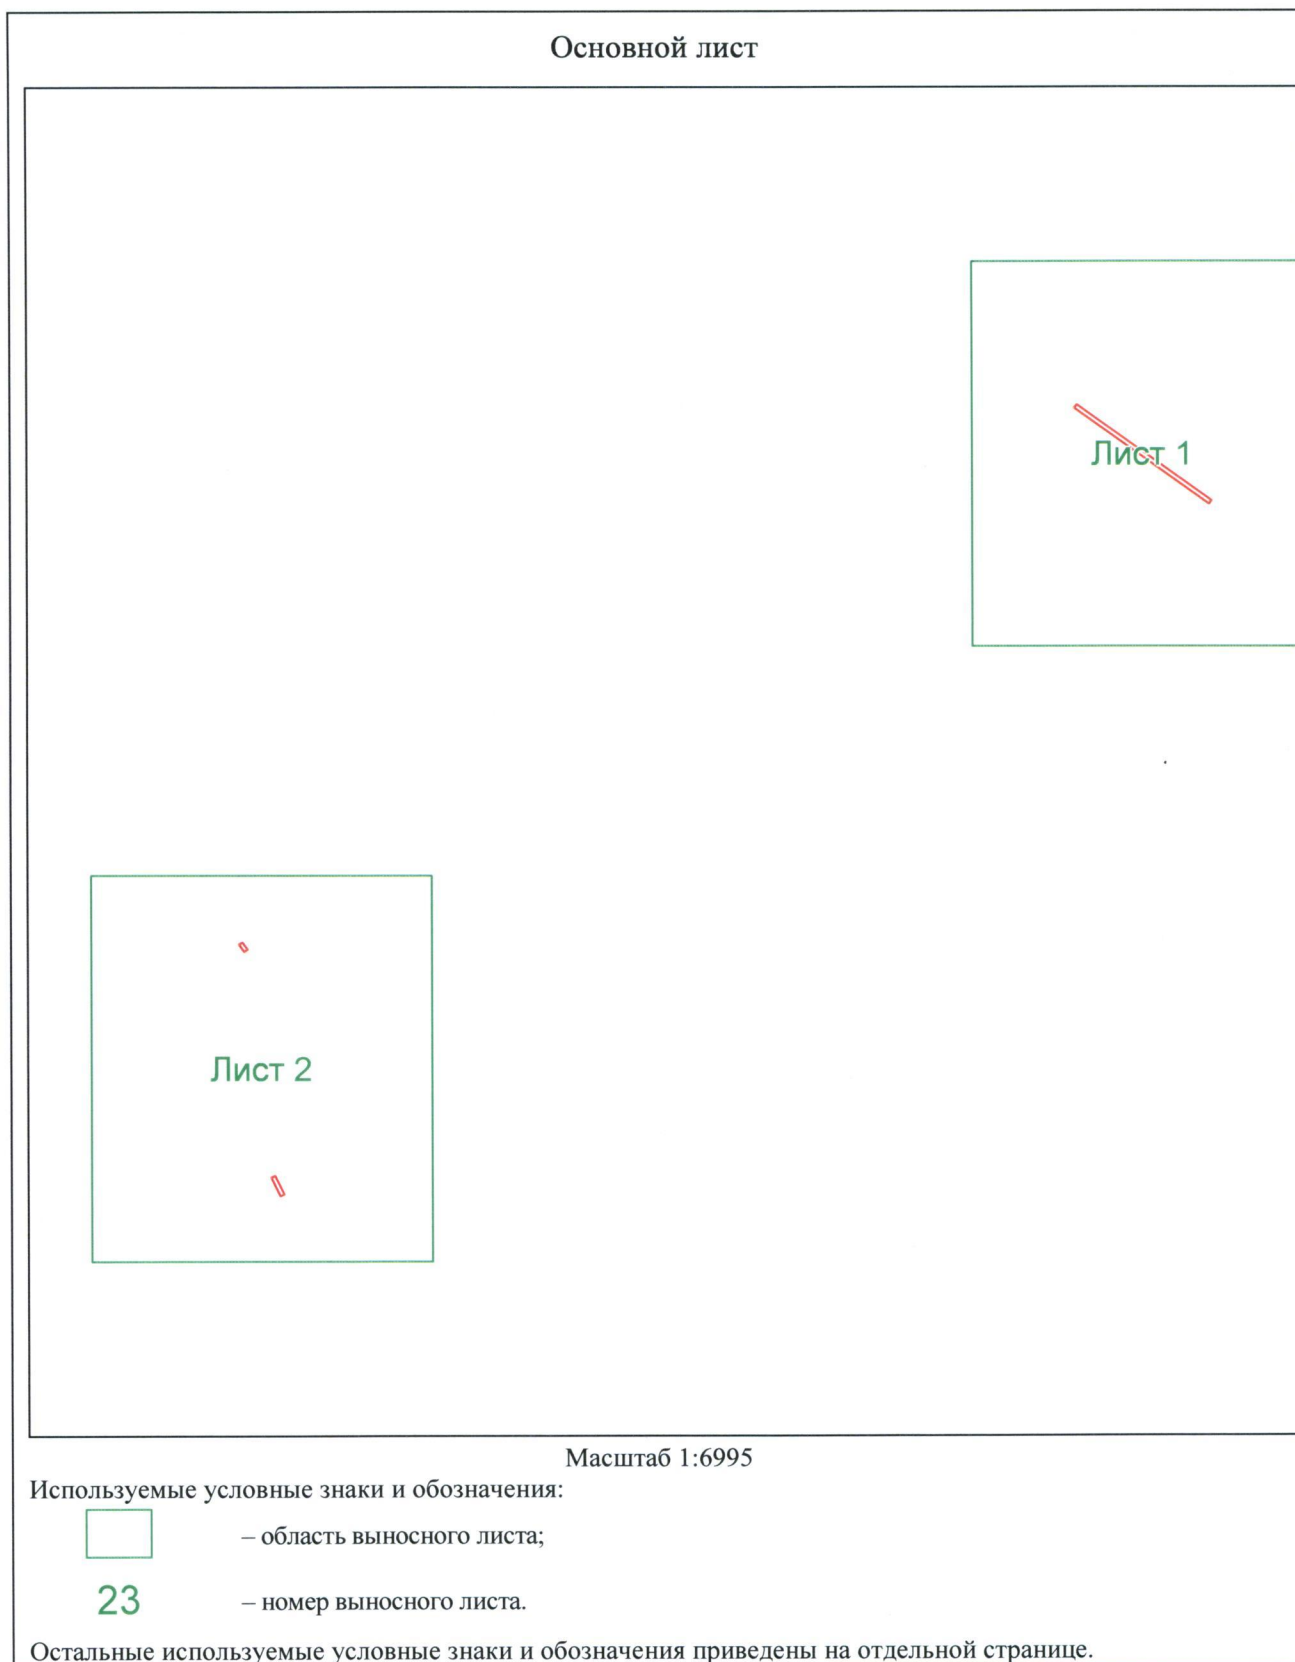 Основной лист
Лист 1
Лист 2
Масштаб 1:6995
Используемые условные знаки и обозначения:
– область выносного листа;
23 – номер выносного листа.
Остальные используемые условные знаки и обозначения приведены на отдельной странице.